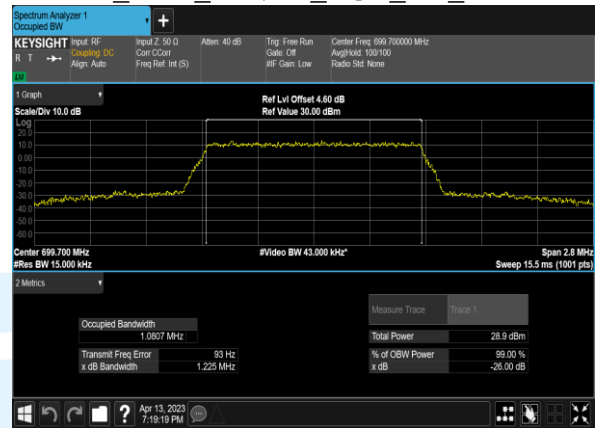 Spectrum Analyzer 1
Occupied BW
+
KEYSIGHT Input: RF Input Z: 50 Ω Atten: 40 dB Trig: Free Run Center Freq: 699.700000 MHz
R T Coupling: DC Corr CCorr Gate: Off Avg|Hold: 100/100
Align: Auto Freq Ref: Int (S) #IF Gain: Low Radio Std: None
LV
1 Graph
Ref Lvl Offset 4.60 dB
Scale/Div 10.0 dB Ref Value 30.00 dBm
Log
20.0
10.0
0.00
-10.0
-20.0
-30.0
-40.0
-50.0
-60.0
Center 699.700 MHz #Video BW 43.000 kHz* Span 2.8 MHz
#Res BW 15.000 kHz Sweep 15.5 ms (1001 pts)
2 Metrics
Measure Trace Trace 1
Occupied Bandwidth
1.0807 MHz Total Power 28.9 dBm
Transmit Freq Error 93 Hz % of OBW Power 99.00 %
x dB Bandwidth 1.225 MHz x dB -26.00 dB
? Apr 13, 2023
7:19:19 PM